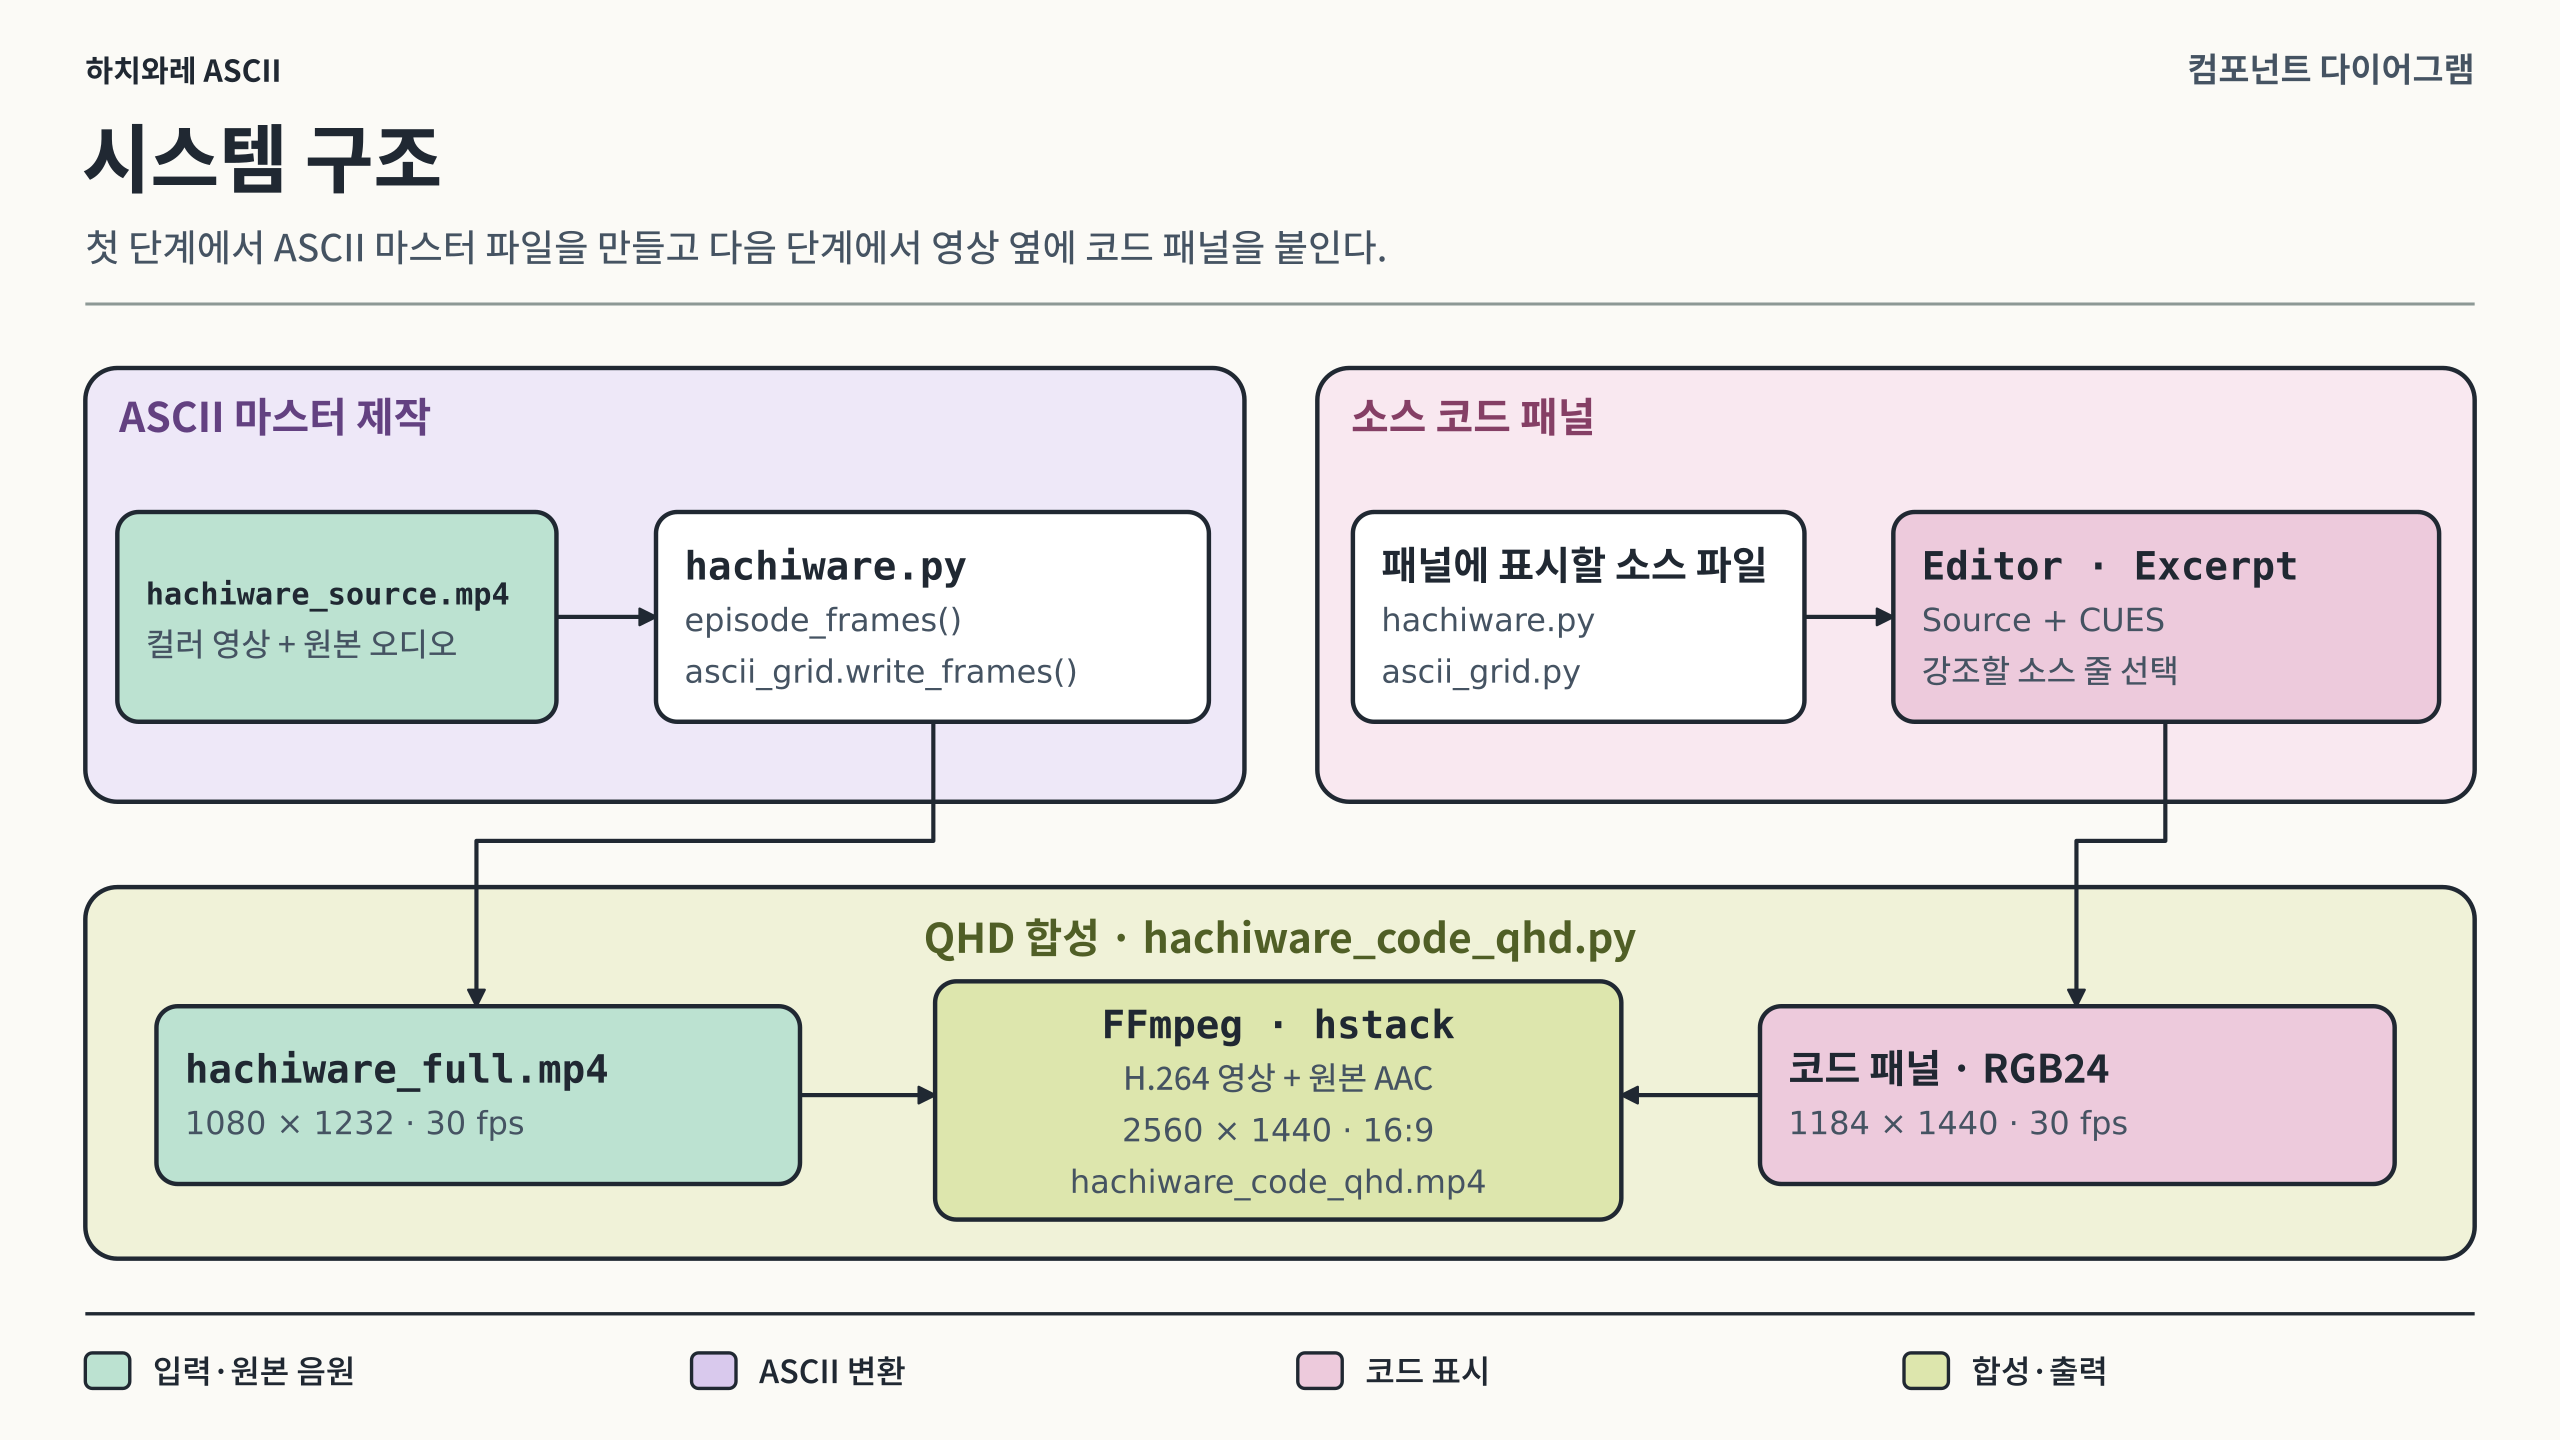 하치와레 ASCII
컴포넌트 다이어그램
시스템 구조
첫 단계에서 ASCII 마스터 파일을 만들고 다음 단계에서 영상 옆에 코드 패널을 붙인다.
ASCII 마스터 제작
hachiware_source.mp4
컬러 영상 + 원본 오디오
hachiware.py
episode_frames()
ascii_grid.write_frames()
소스 코드 패널
패널에 표시할 소스 파일
hachiware.py
ascii_grid.py
Editor · Excerpt
Source + CUES
강조할 소스 줄 선택
QHD 합성 · hachiware_code_qhd.py
hachiware_full.mp4
1080 × 1232 · 30 fps
FFmpeg · hstack
H.264 영상 + 원본 AAC
2560 × 1440 · 16:9
hachiware_code_qhd.mp4
코드 패널 · RGB24
1184 × 1440 · 30 fps
입력·원본 음원
ASCII 변환
코드 표시
합성·출력